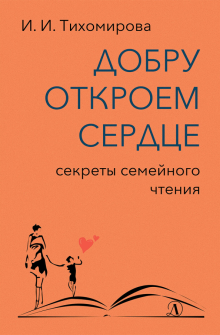 И. И. Тихомирова
ДОБРУ
ОТКРОЕМ
СЕРДЦЕ
секреты семейного
чтения